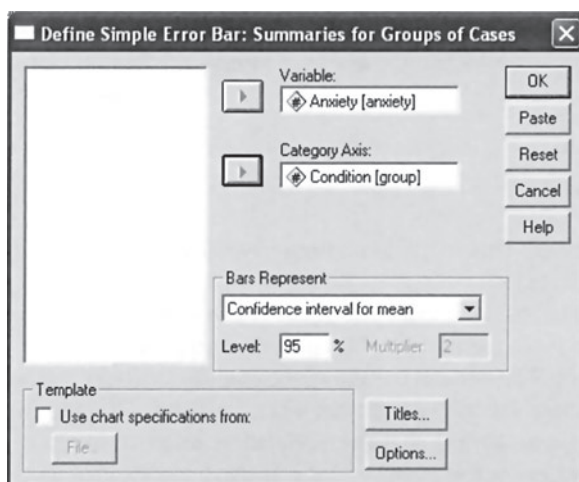 Define Simple Error Bar: Summaries for Groups of Cases
Variable:
Anxiety [anxiety]
Category Axis:
Condition [group]
OK
Paste
Reset
Cancel
Help
Bars Represent
Confidence interval for mean
Level: 95 % Multiplier: 2
Template
Use chart specifications from:
File...
Titles...
Options...